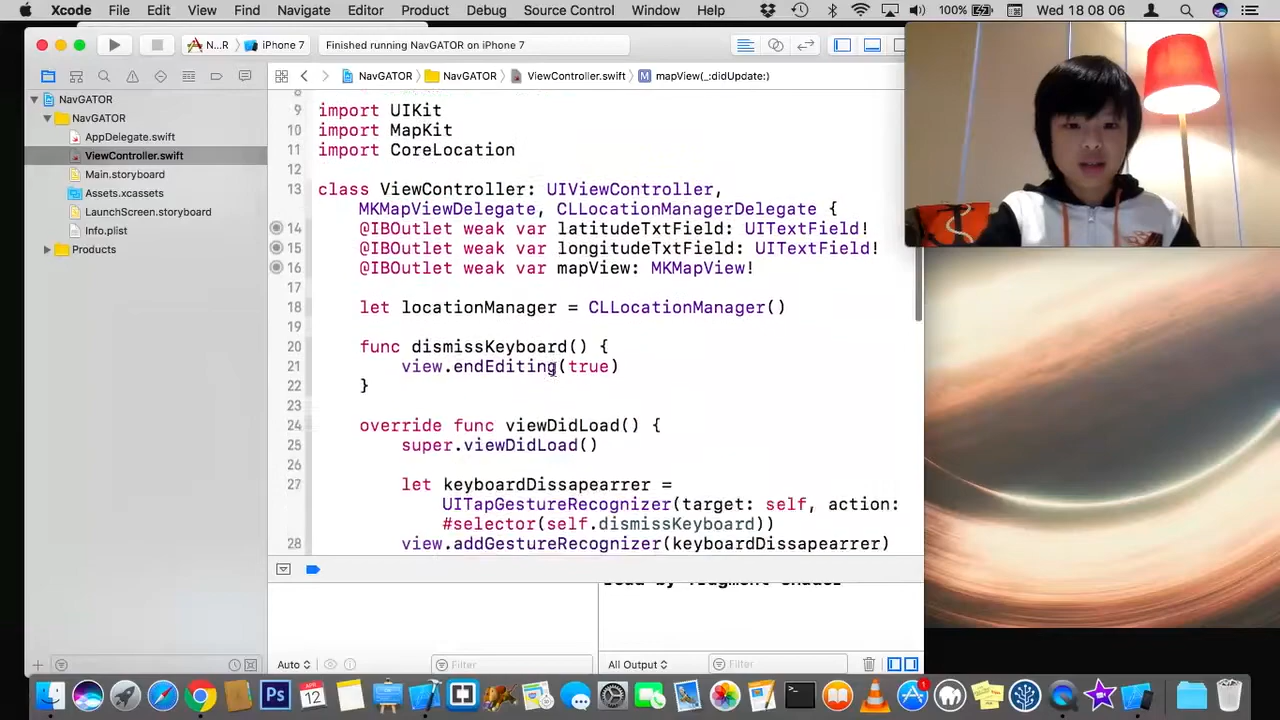 Xcode File Edit View Find Navigate Editor Product Debug Source Control Window Help 100% Wed 18 08 06
N...R iPhone 7 Finished running NavGATOR on iPhone 7
NavGATOR NavGATOR ViewController.swift M mapView(_:didUpdate:)
NavGATOR
NavGATOR
AppDelegate.swift
ViewController.swift
Main.storyboard
Assets.xcassets
LaunchScreen.storyboard
Info.plist
Products
9 import UIKit
10 import MapKit
11 import CoreLocation
12
13 class ViewController: UIViewController,
MKMapViewDelegate, CLLocationManagerDelegate {
14 @IBOutlet weak var latitudeTxtField: UITextField!
15 @IBOutlet weak var longitudeTxtField: UITextField!
16 @IBOutlet weak var mapView: MKMapView!
18 let locationManager = CLLocationManager()
19
20 func dismissKeyboard() {
21 view.endEditing(true)
22 }
23
24 override func viewDidLoad() {
25 super.viewDidLoad()
26
27 let keyboardDissapearrer =
UITapGestureRecognizer(target: self, action:
#selector(self.dismissKeyboard))
28 view.addGestureRecognizer(keyboardDissapearrer)
Auto Filter All Output Filter
APR
12
Ps